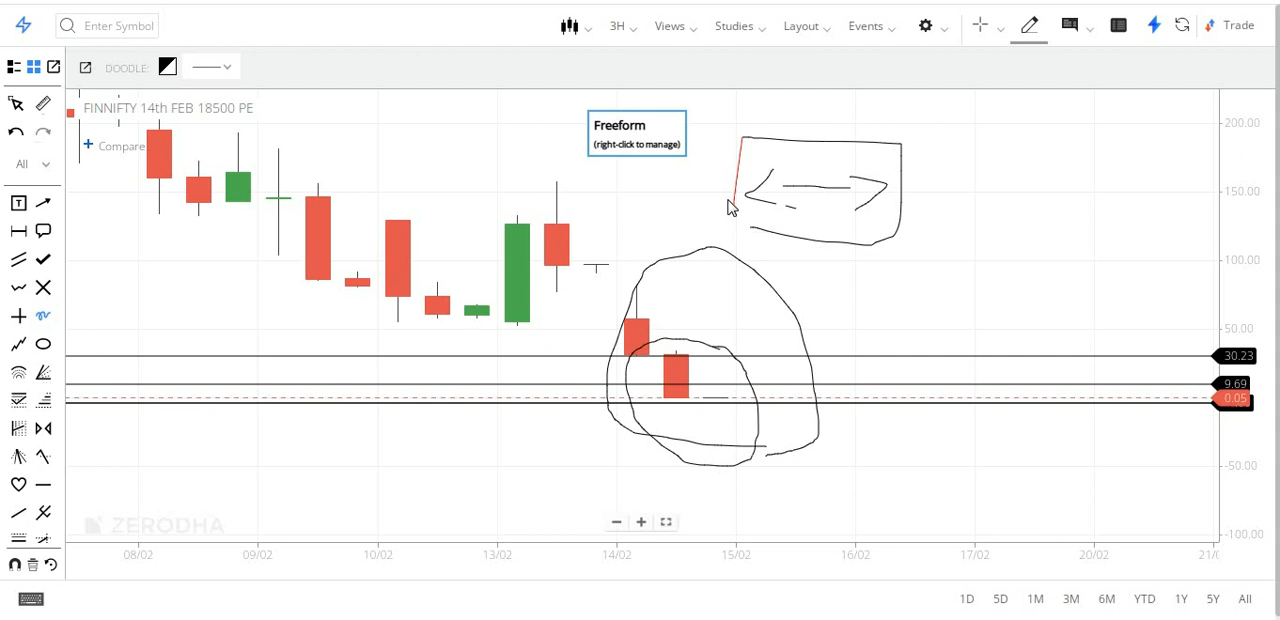 Enter Symbol
3H
Views
Studies
Layout
Events
Trade
DOODLE:
FINNIFTY 14th FEB 18500 PE
Compare
All
Freeform
(right-click to manage)
200.00
150.00
100.00
50.00
30.23
9.69
0.05
-50.00
-100.00
ZERODHA
08/02
09/02
10/02
13/02
14/02
15/02
16/02
17/02
20/02
1D
5D
1M
3M
6M
YTD
1Y
5Y
All